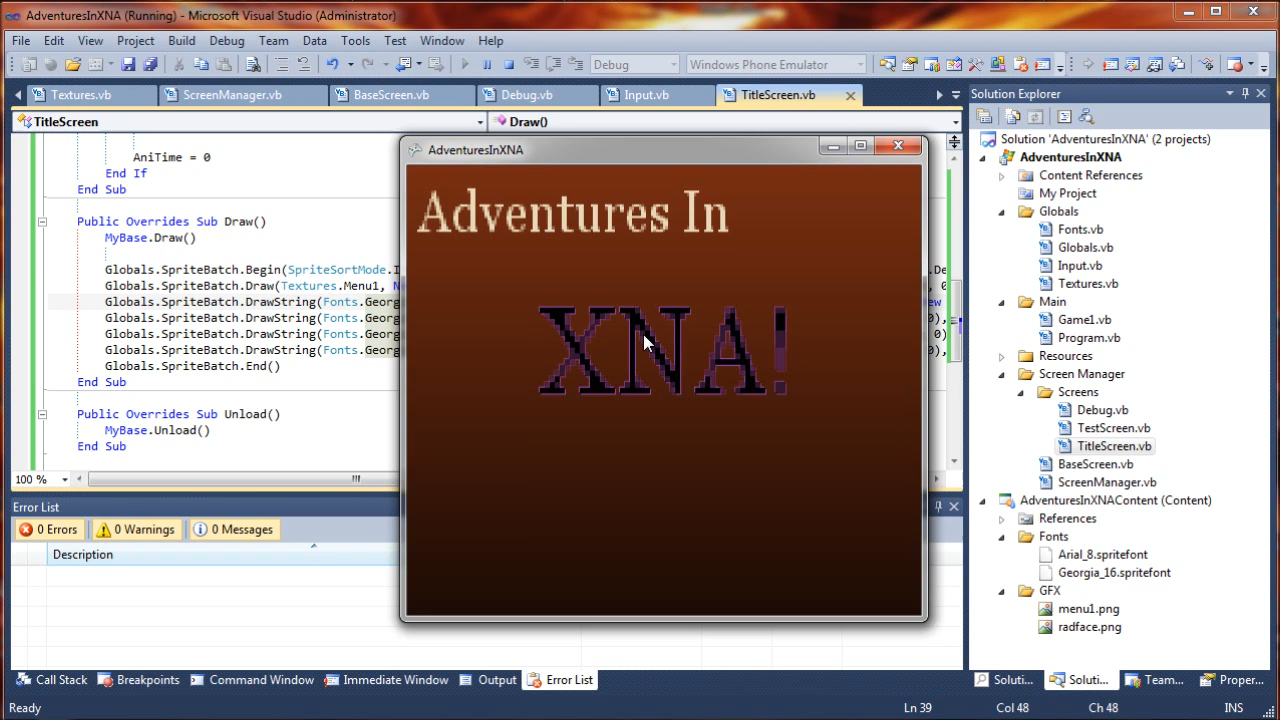 AdventuresInXNA (Running) - Microsoft Visual Studio (Administrator)
File Edit View Project Build Debug Team Data Tools Test Window Help
Debug Windows Phone Emulator
Textures.vb ScreenManager.vb BaseScreen.vb Debug.vb Input.vb TitleScreen.vb
TitleScreen Draw()
AniTime = 0
End If
End Sub
Public Overrides Sub Draw()
MyBase.Draw()
Globals.SpriteBatch.Begin(SpriteSortMode.
Globals.SpriteBatch.Draw(Textures.Menu1,
Globals.SpriteBatch.DrawString(Fonts.Geor
Globals.SpriteBatch.DrawString(Fonts.Geor
Globals.SpriteBatch.DrawString(Fonts.Geor
Globals.SpriteBatch.DrawString(Fonts.Geor
Globals.SpriteBatch.End()
End Sub
Public Overrides Sub Unload()
MyBase.Unload()
End Sub
100 %
AdventuresInXNA
Adventures In
XNA!
Error List
0 Errors 0 Warnings 0 Messages
Description
Call Stack Breakpoints Command Window Immediate Window Output Error List
Solution Explorer
Solution 'AdventuresInXNA' (2 projects)
AdventuresInXNA
Content References
My Project
Globals
Fonts.vb
Globals.vb
Input.vb
Textures.vb
Main
Game1.vb
Program.vb
Resources
Screen Manager
Screens
Debug.vb
TestScreen.vb
TitleScreen.vb
BaseScreen.vb
ScreenManager.vb
AdventuresInXNAContent (Content)
References
Fonts
Arial_8.spritefont
Georgia_16.spritefont
GFX
menu1.png
radface.png
Soluti... Soluti... Team... Proper...
Ready Ln 39 Col 48 Ch 48 INS